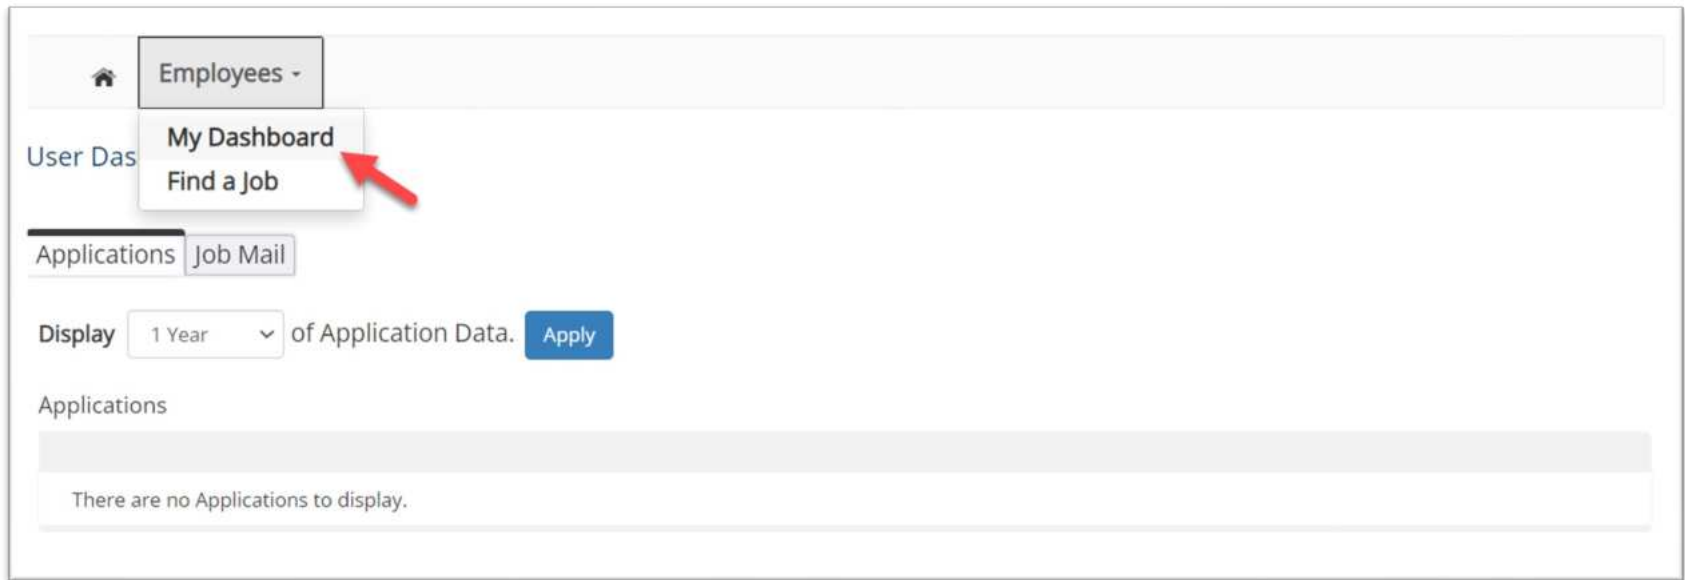 Employees
My Dashboard
User Das
Find a Job
Applications Job Mail
Display 1 Year of Application Data. Apply
Applications
There are no Applications to display.